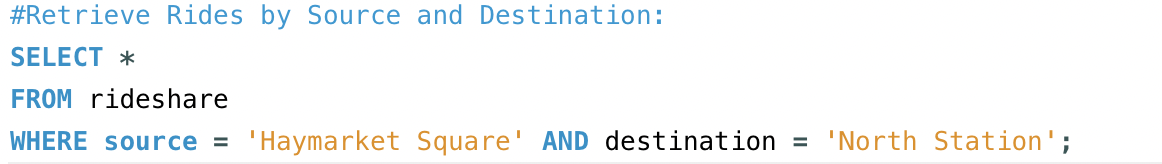 #Retrieve Rides by Source and Destination:
SELECT *
FROM rideshare
WHERE source = 'Haymarket Square' AND destination = 'North Station';